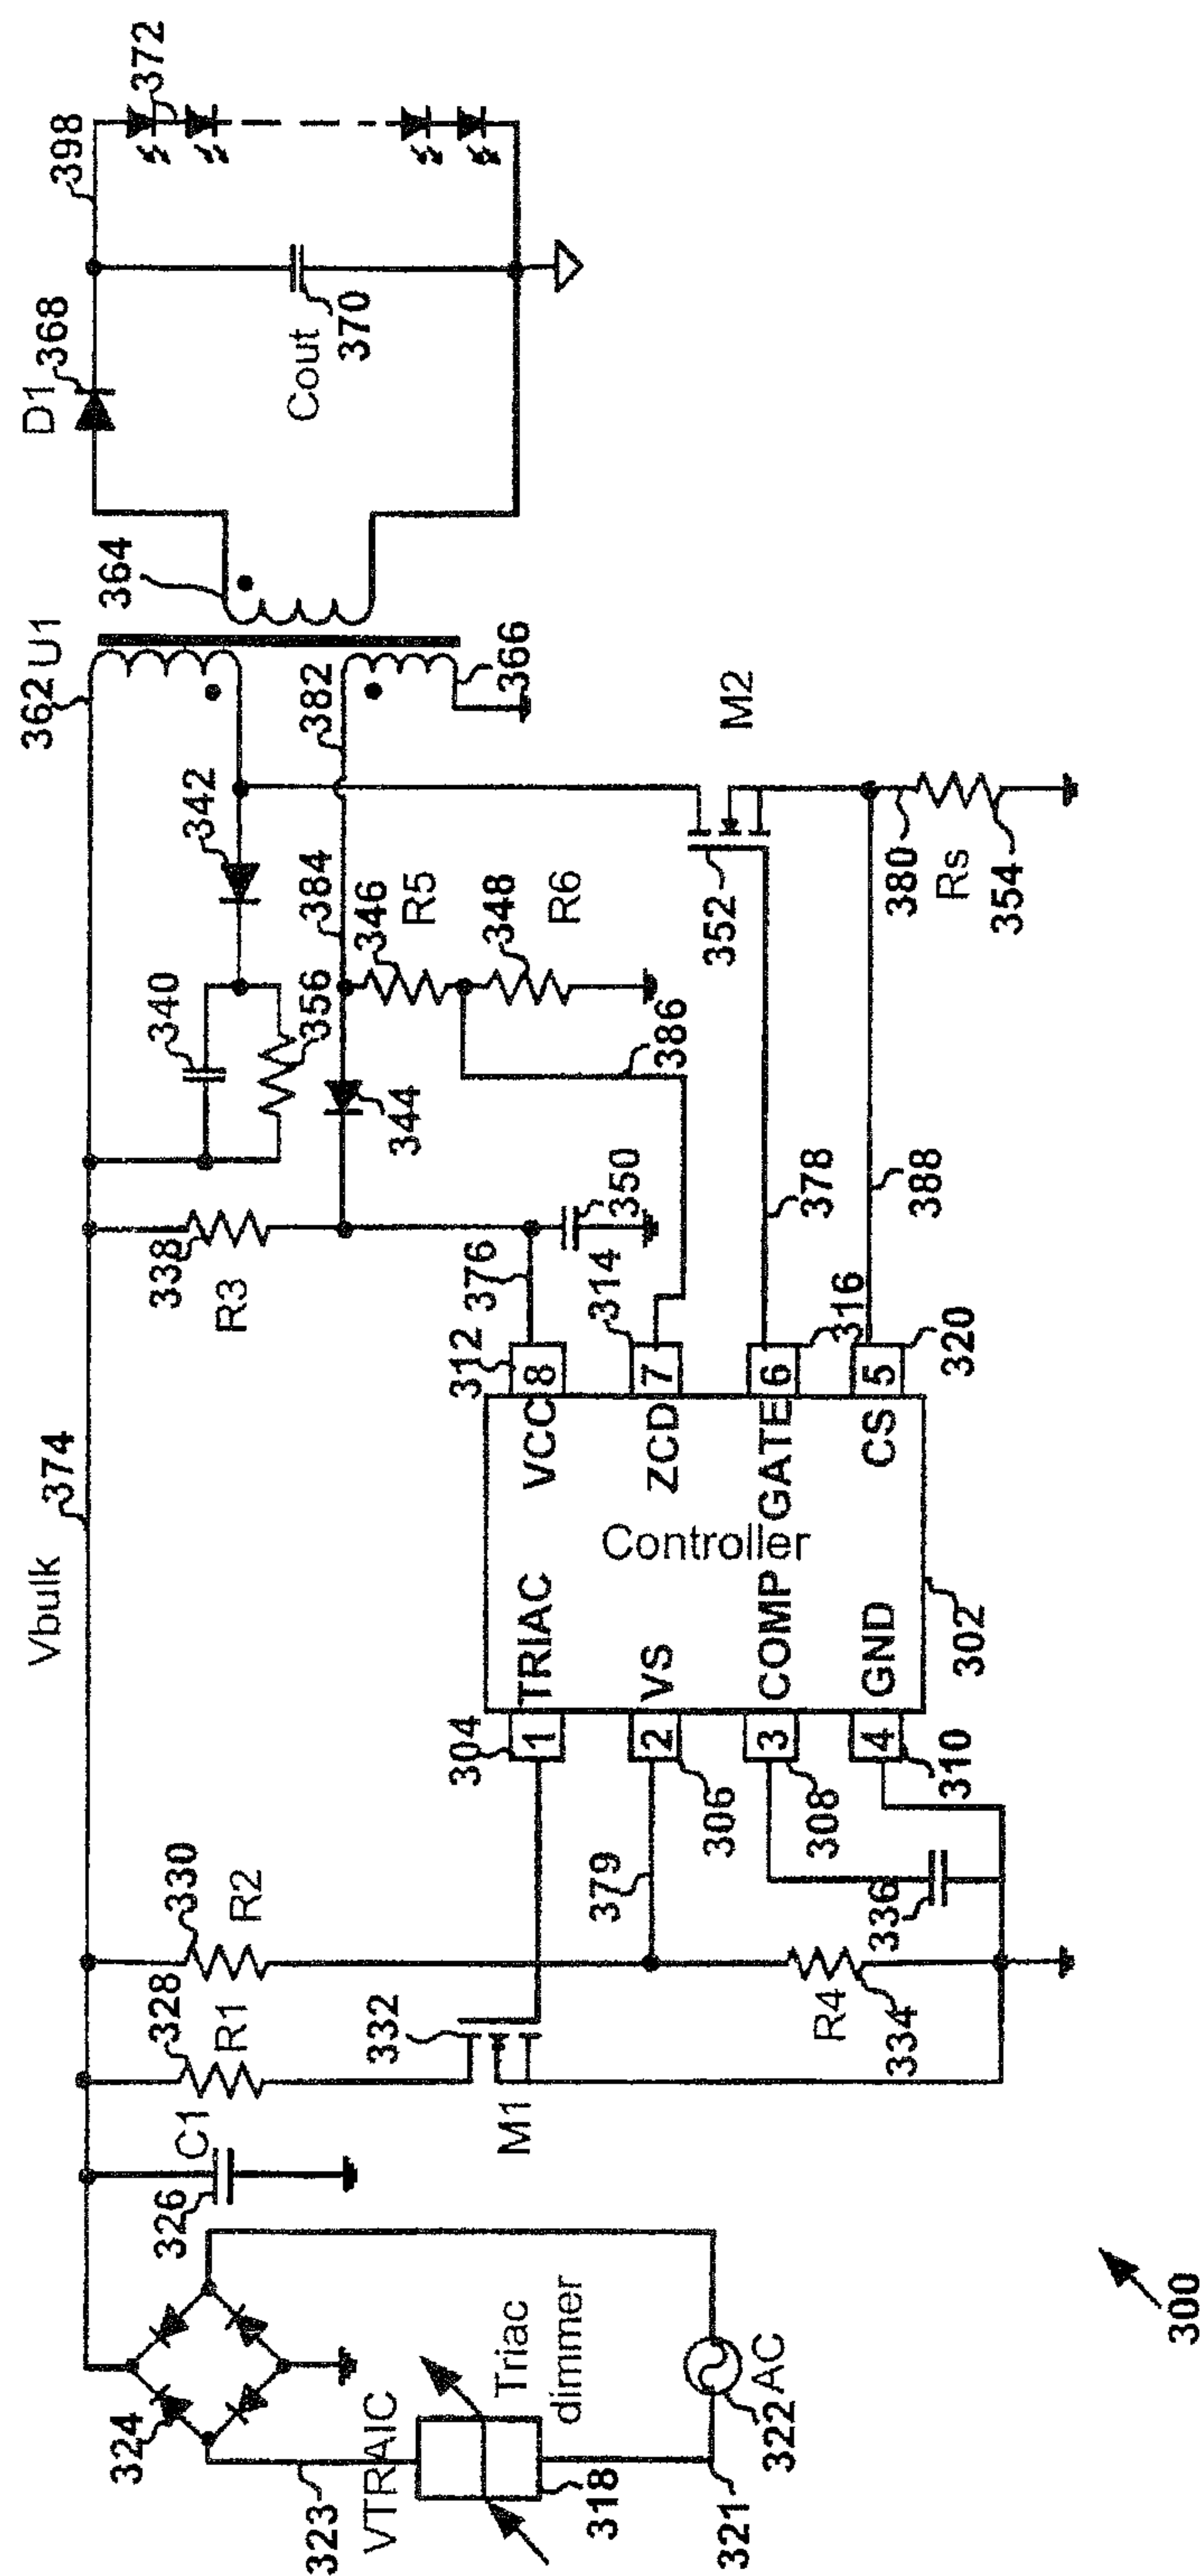 300
321
322
AC
318
Triac
dimmer
VTRAIC
323
324
326
C1
328
R1
330
R2
332
M1
R4
334
336
379
Vbulk
374
304
306
308
310
1
2
3
4
TRIAC
VS
COMP
GND
Controller
302
VCC
ZCD
GATE
CS
8
7
6
5
312
314
316
320
376
350
378
388
338
R3
340
356
342
344
384
382
346
R5
348
R6
386
352
M2
380
Rs
354
362
U1
364
366
D1
368
398
Cout
370
372